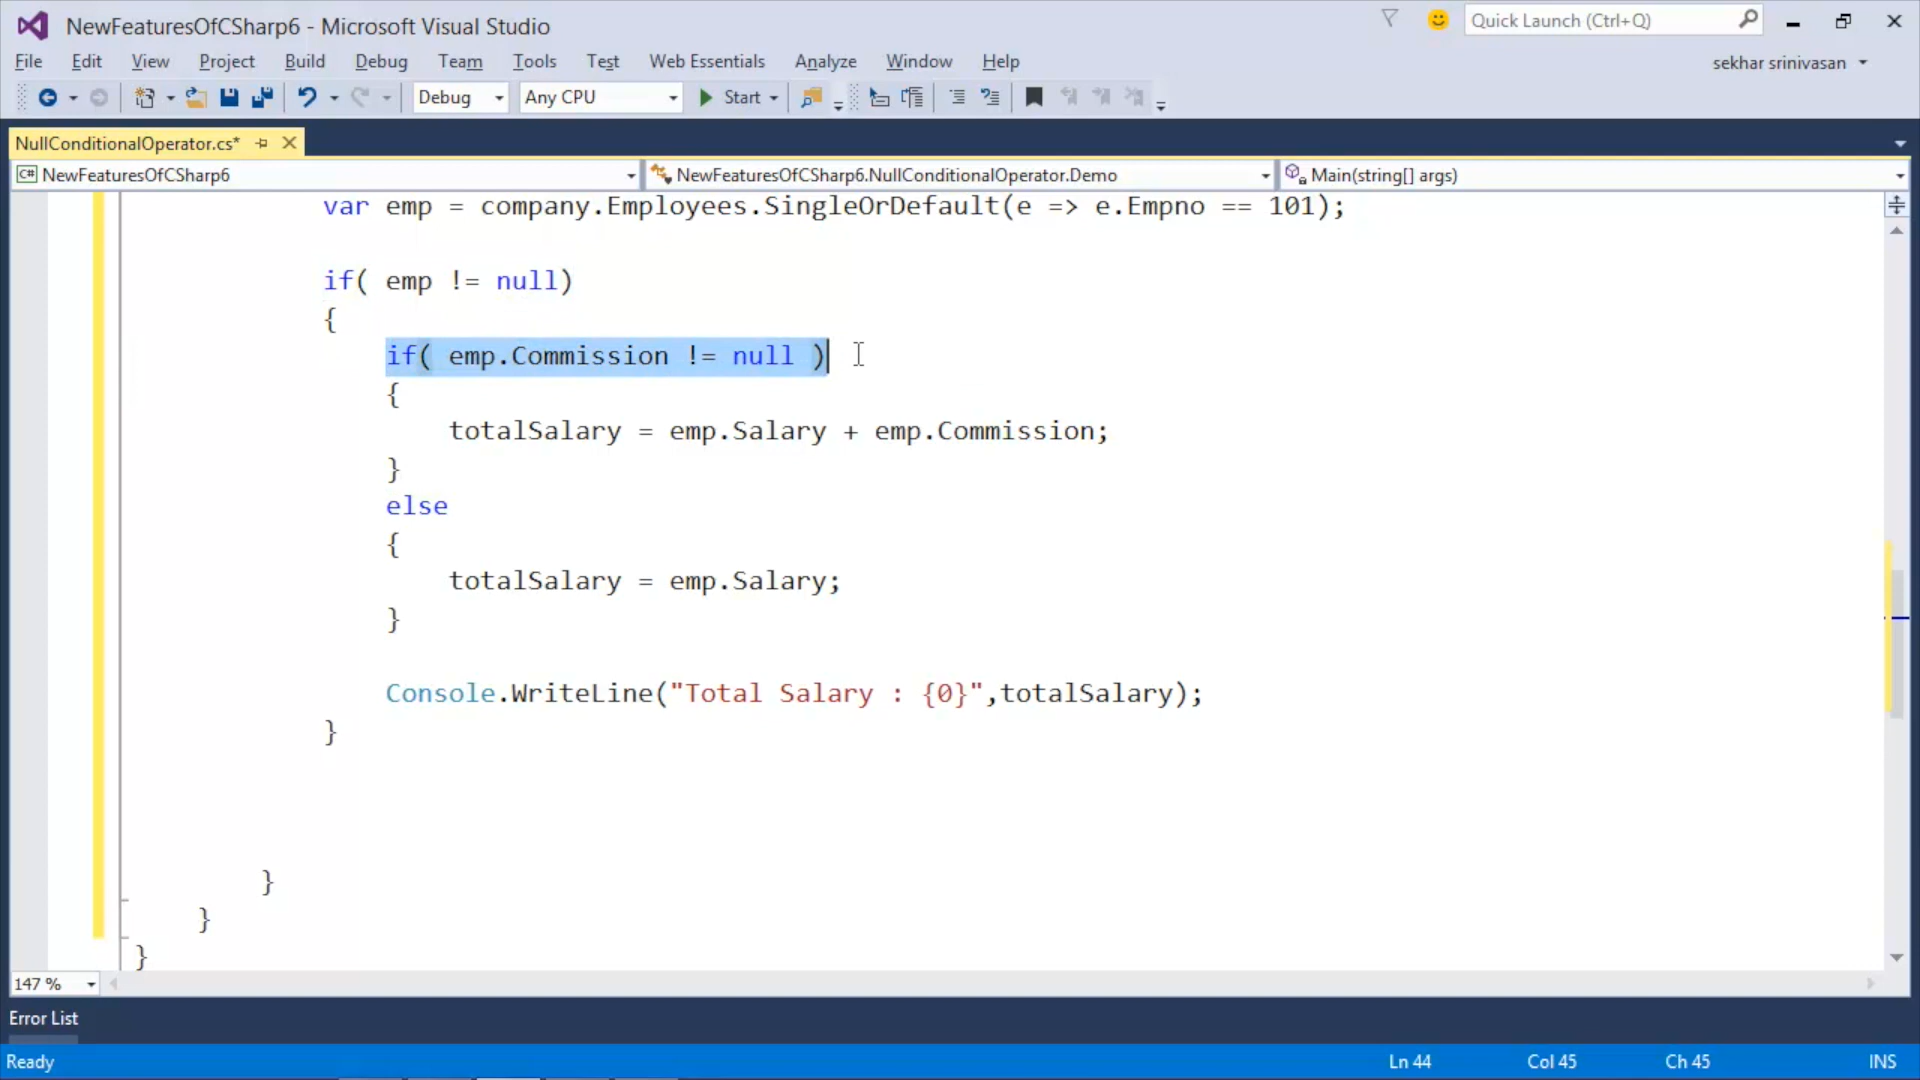 NewFeaturesOfCSharp6 - Microsoft Visual Studio
Quick Launch (Ctrl+Q)
File Edit View Project Build Debug Team Tools Test Web Essentials Analyze Window Help
sekhar srinivasan
Debug Any CPU Start
NullConditionalOperator.cs*
C# NewFeaturesOfCSharp6 NewFeaturesOfCSharp6.NullConditionalOperator.Demo Main(string[] args)
var emp = company.Employees.SingleOrDefault(e => e.Empno == 101);
if( emp != null)
{
if( emp.Commission != null )
{
totalSalary = emp.Salary + emp.Commission;
}
else
{
totalSalary = emp.Salary;
}
Console.WriteLine("Total Salary : {0}",totalSalary);
}
}
}
}
147 %
Error List
Ready Ln 44 Col 45 Ch 45 INS